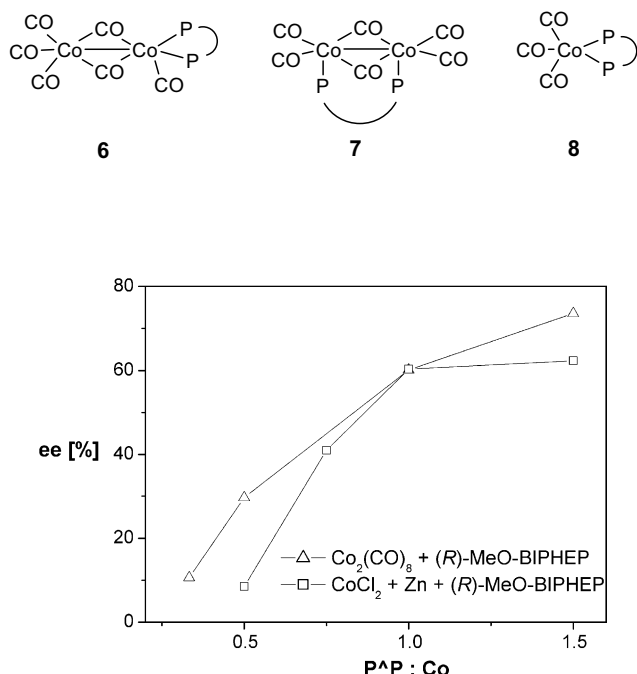 CO CO P
CO Co Co P
CO CO
CO CO
6
CO CO CO
Co Co
CO CO CO
P P
7
CO P
CO Co
CO P
8
80
60
40
20
0
ee [%]
Co₂(CO)₈ + (R)-MeO-BIPHEP
CoCl₂ + Zn + (R)-MeO-BIPHEP
0.5 1.0 1.5
P^P : Co